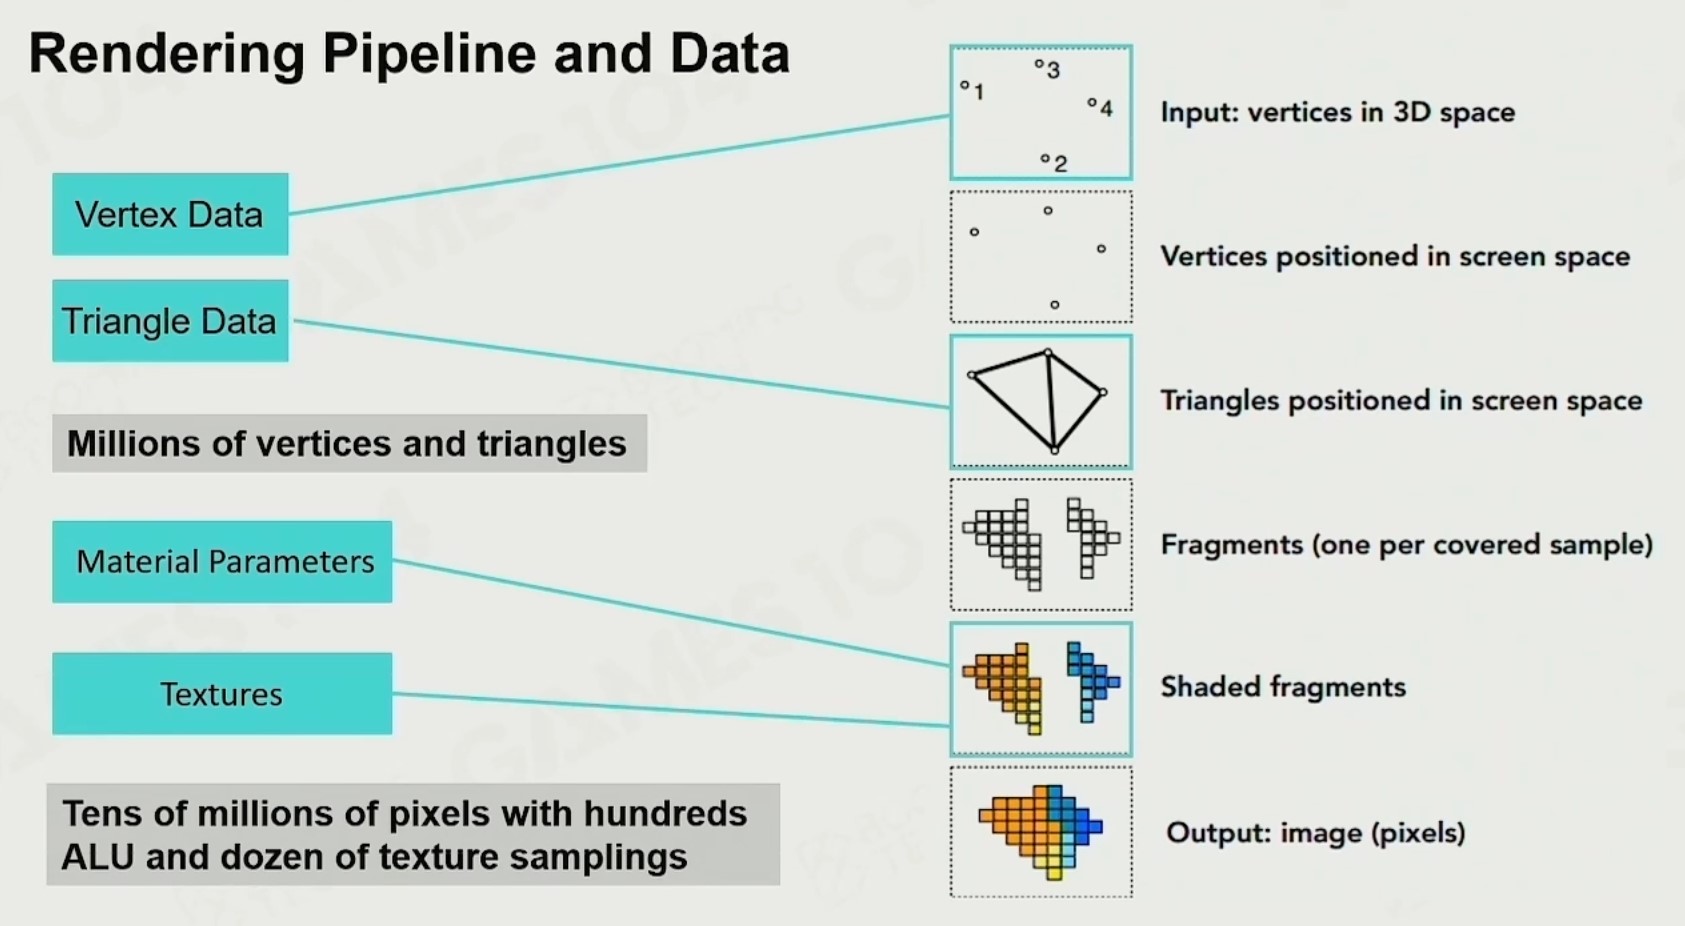 Rendering Pipeline and Data
Vertex Data
Triangle Data
Millions of vertices and triangles
Material Parameters
Textures
Tens of millions of pixels with hundreds
ALU and dozen of texture samplings
3
1
4
2
Input: vertices in 3D space
Vertices positioned in screen space
Triangles positioned in screen space
Fragments (one per covered sample)
Shaded fragments
Output: image (pixels)
GAMES 104